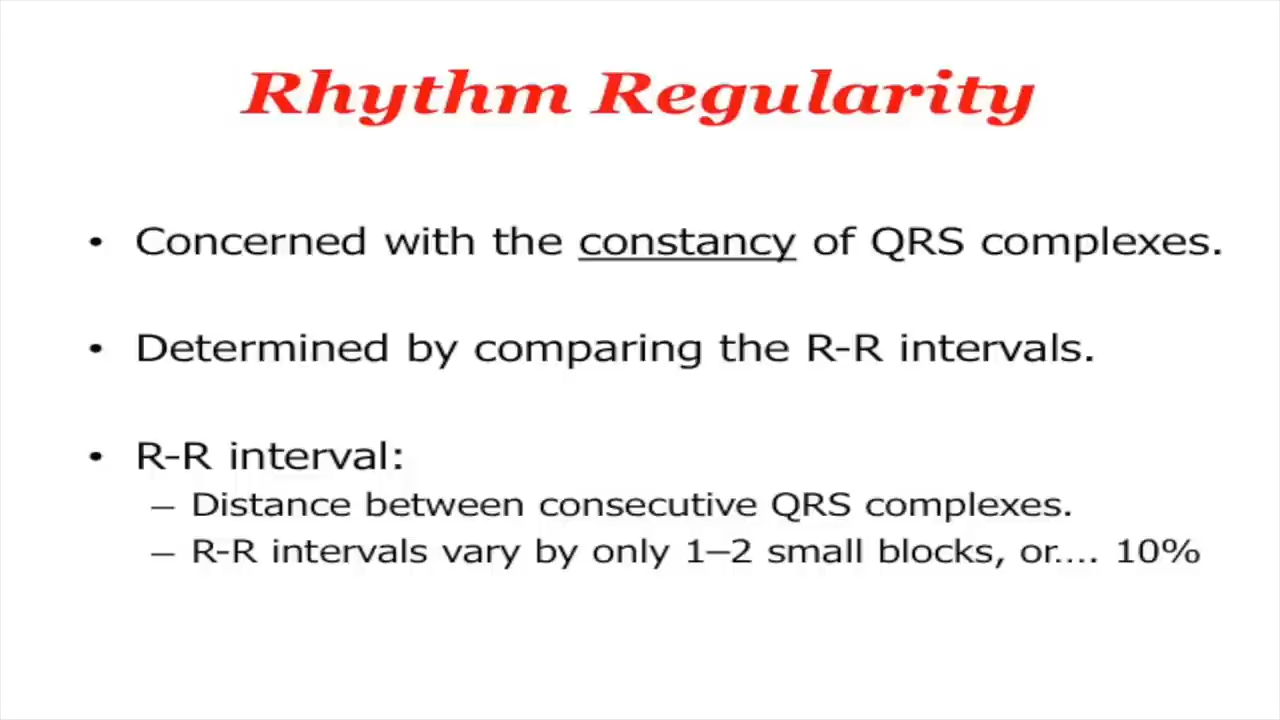 Rhythm Regularity
• Concerned with the constancy of QRS complexes.
• Determined by comparing the R-R intervals.
• R-R interval:
– Distance between consecutive QRS complexes.
– R-R intervals vary by only 1–2 small blocks, or.... 10%